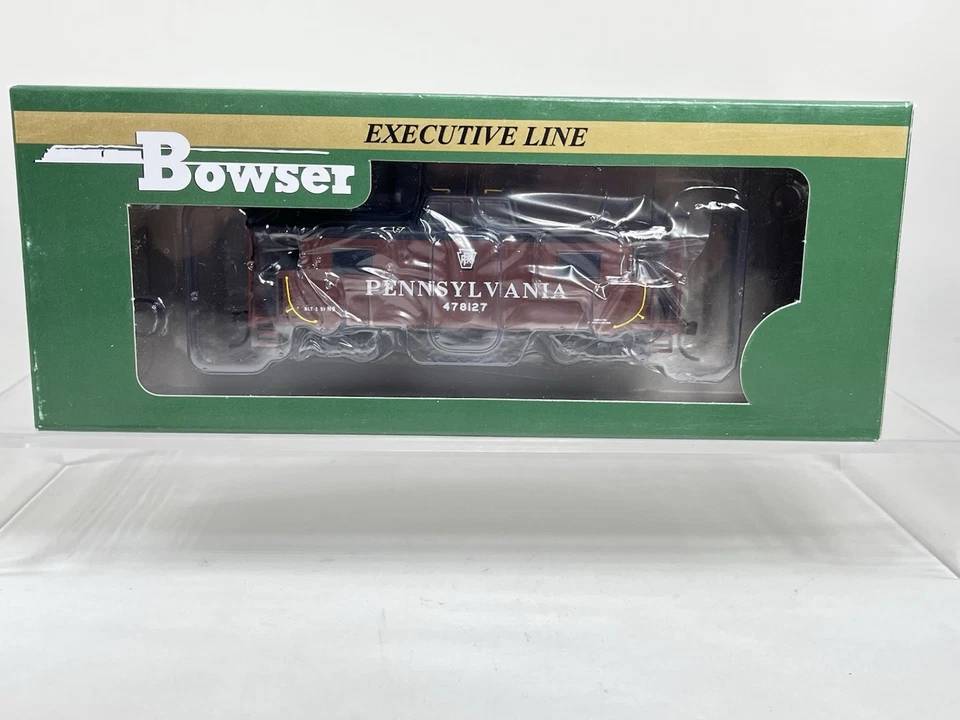 EXECUTIVE LINE
Bowser
PENNSYLVANIA
478127